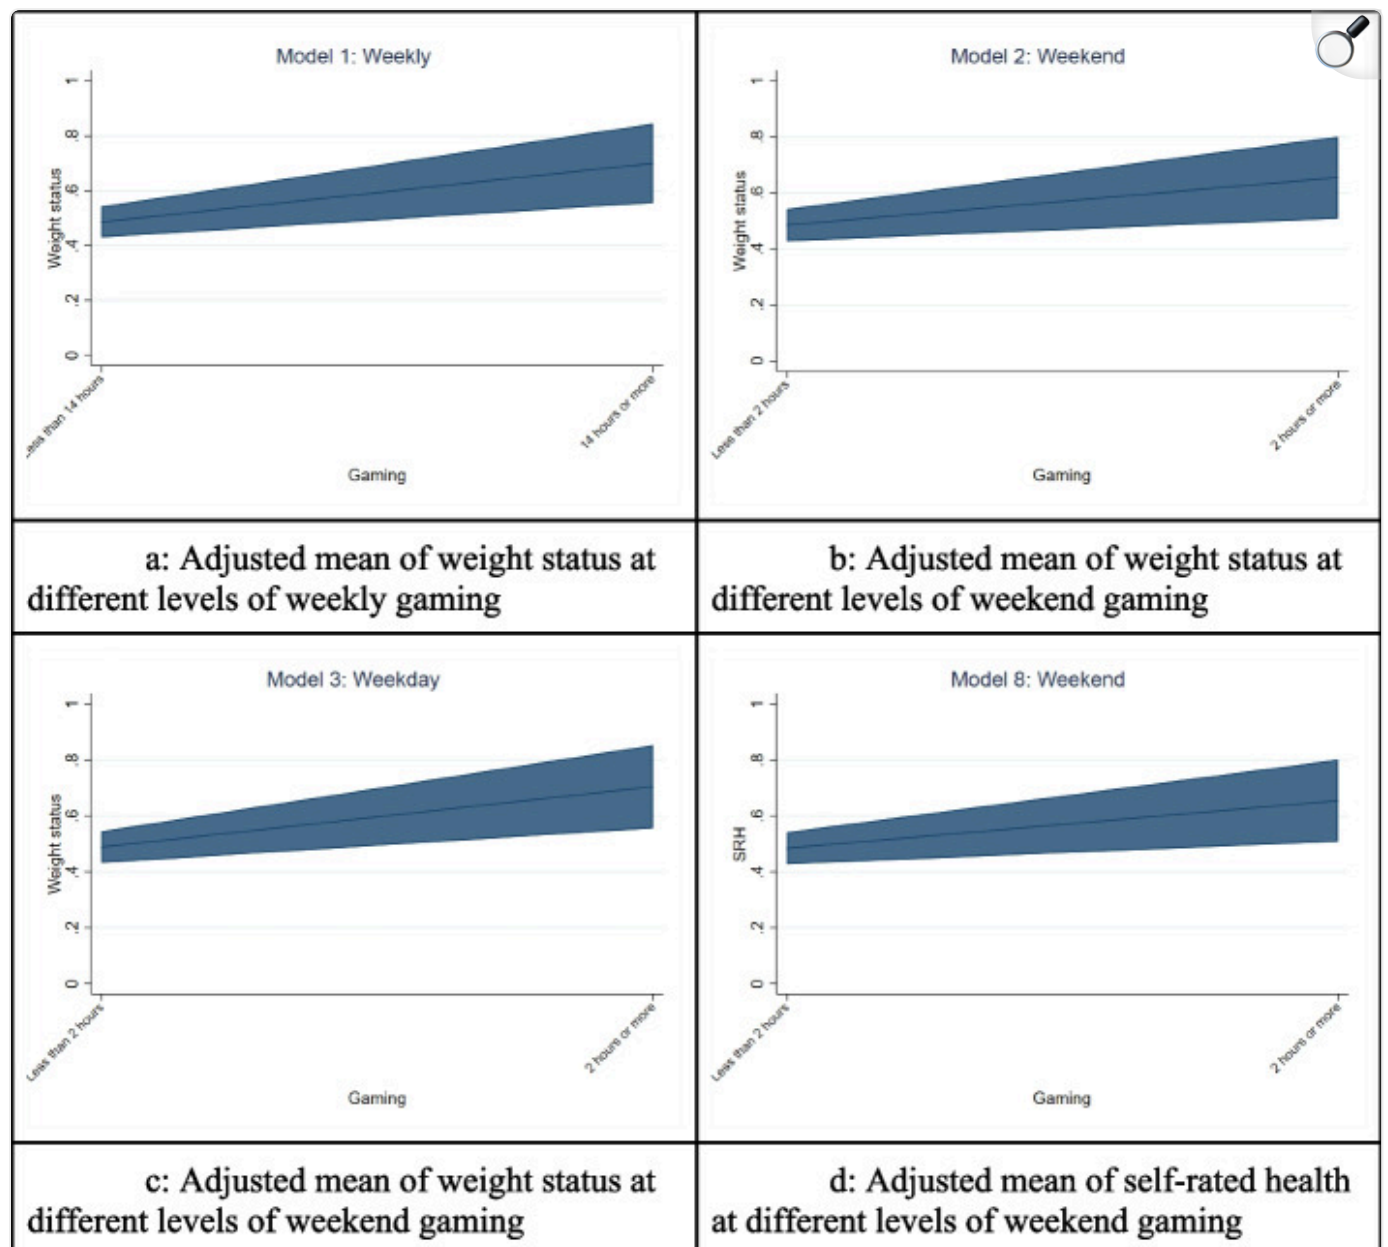 Model 1: Weekly
1
.8
.6
.4
.2
0
Weight status
ess than 14 hours
14 hours or more
Gaming
Model 2: Weekend
1
.8
.6
.4
.2
0
Weight status
Less than 2 hours
2 hours or more
Gaming
a: Adjusted mean of weight status at
different levels of weekly gaming
b: Adjusted mean of weight status at
different levels of weekend gaming
Model 3: Weekday
1
.8
.6
.4
.2
0
Weight status
Less than 2 hours
2 hours or more
Gaming
Model 8: Weekend
1
.8
.6
.4
.2
0
SRH
Less than 2 hours
2 hours or more
Gaming
c: Adjusted mean of weight status at
different levels of weekend gaming
d: Adjusted mean of self-rated health
at different levels of weekend gaming